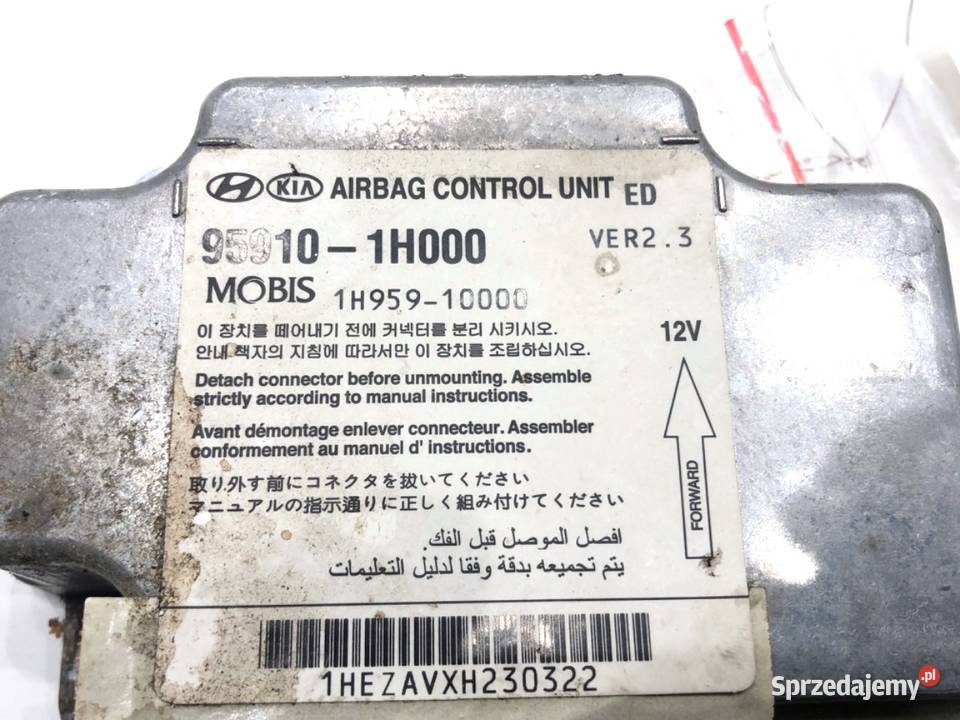 KIA AIRBAG CONTROL UNIT ED
95910-1H000 VER2.3
MOBIS 1H959-10000
이 장치를 떼어내기 전에 커넥터를 분리 시키시오. 12V
안내 책자의 지침에 따라서만 이 장치를 조립하십시오.
Detach connector before unmounting. Assemble
strictly according to manual instructions.
Avant démontage enlever connecteur. Assembler
conformement au manuel d' instructions.
FORWARD
取り外す前にコネクタを抜いてください
マニュアルの指示通りに正しく組み付けてください
افصل الموصل قبل الفك.
يتم تجميعه بدقة وفقا لدليل التعليمات
1HEZAVXH230322
Sprzedajemy.pl